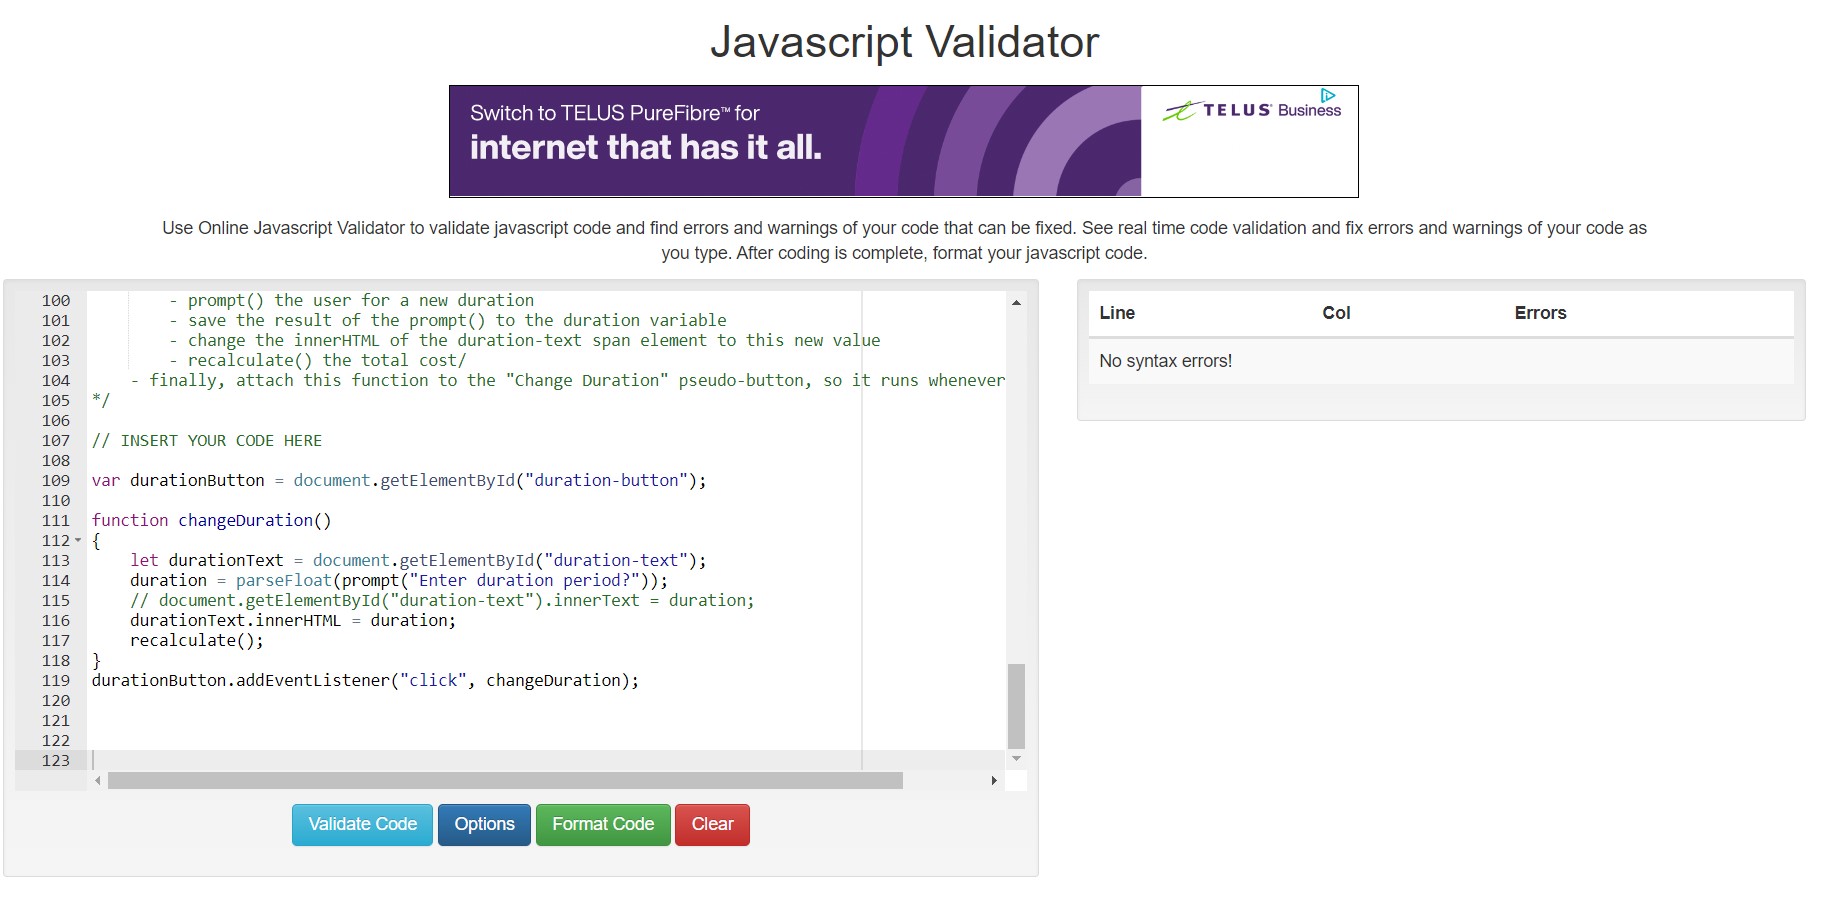 Javascript Validator
Switch to TELUS PureFibre™ for
internet that has it all.
TELUS® Business
Use Online Javascript Validator to validate javascript code and find errors and warnings of your code that can be fixed. See real time code validation and fix errors and warnings of your code as
you type. After coding is complete, format your javascript code.
100 - prompt() the user for a new duration
101 - save the result of the prompt() to the duration variable
102 - change the innerHTML of the duration-text span element to this new value
103 - recalculate() the total cost/
104 - finally, attach this function to the "Change Duration" pseudo-button, so it runs whenever
105 */
106
107 // INSERT YOUR CODE HERE
108
109 var durationButton = document.getElementById("duration-button");
110
111 function changeDuration()
112 {
113 let durationText = document.getElementById("duration-text");
114 duration = parseFloat(prompt("Enter duration period?"));
115 // document.getElementById("duration-text").innerText = duration;
116 durationText.innerHTML = duration;
117 recalculate();
118 }
119 durationButton.addEventListener("click", changeDuration);
120
121
122
123
Validate Code Options Format Code Clear
Line Col Errors
No syntax errors!